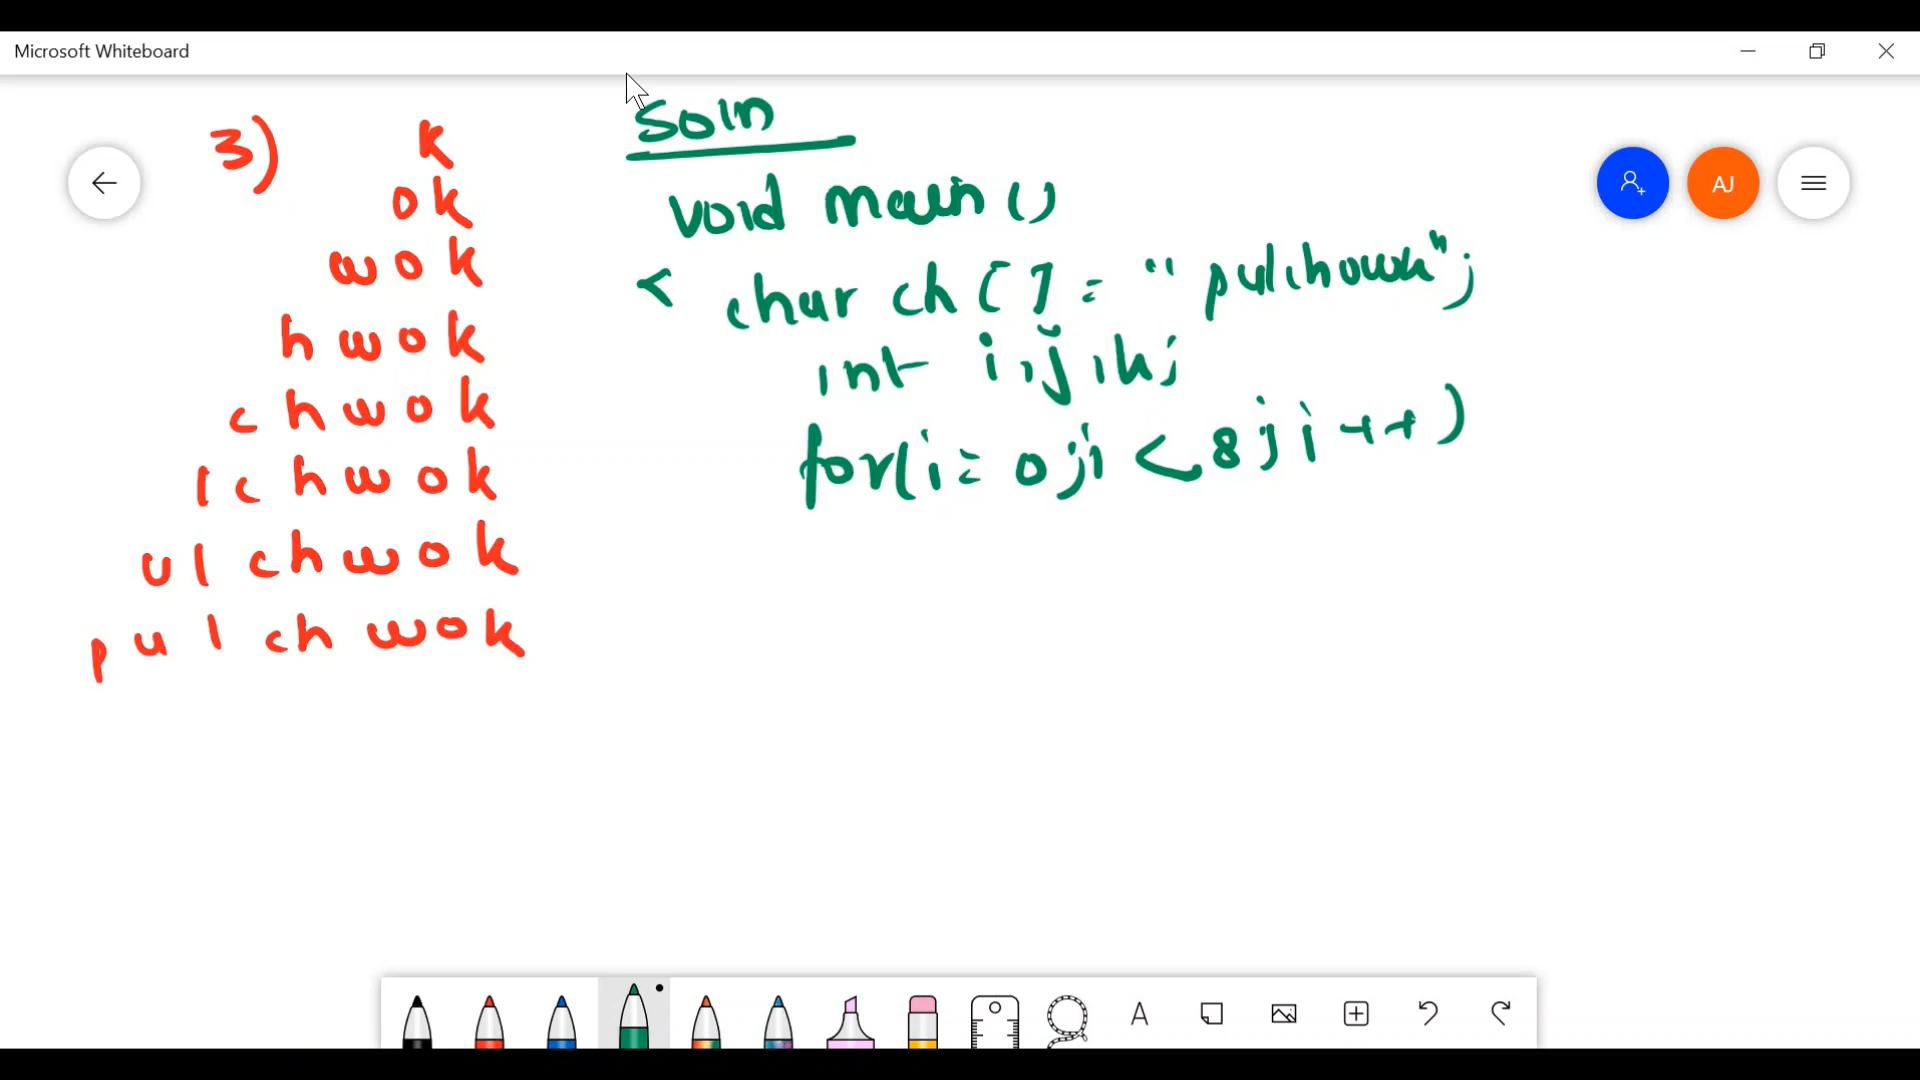 Microsoft Whiteboard
3) k
ok
wok
hwok
chwok
lchwok
ulchwok
pulchwok
Soln
void main ()
< char ch [ ] = "pulchowk";
int i,j,k;
for(i = 0;i < 8; i++)
AJ
A